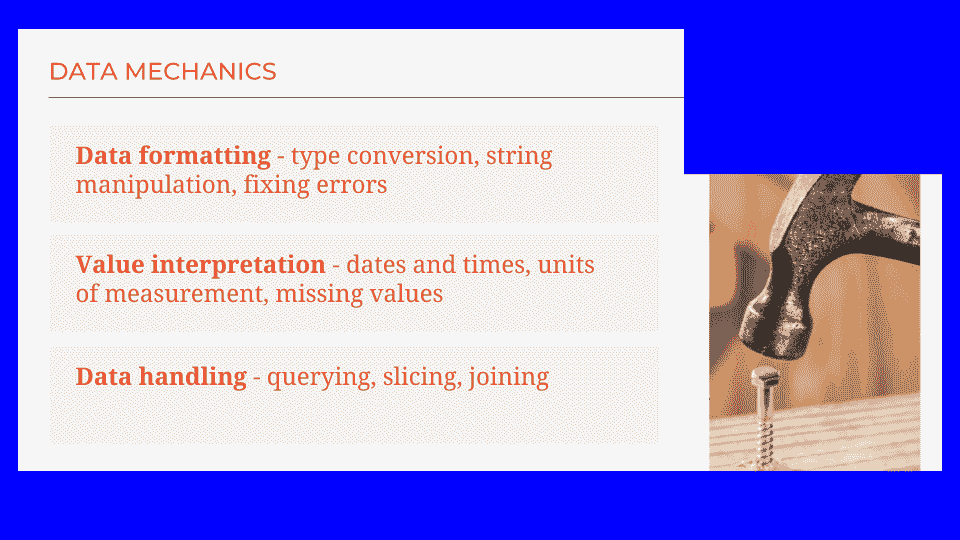 DATA MECHANICS
Data formatting - type conversion, string
manipulation, fixing errors
Value interpretation - dates and times, units
of measurement, missing values
Data handling - querying, slicing, joining